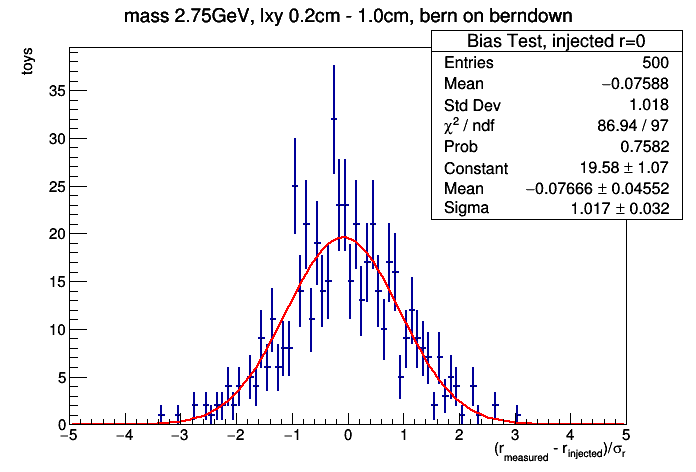 mass 2.75GeV, lxy 0.2cm - 1.0cm, bern on berndown
Bias Test, injected r=0
Entries 500
Mean −0.07588
Std Dev 1.018
χ² / ndf 86.94 / 97
Prob 0.7582
Constant 19.58 ± 1.07
Mean −0.07666 ± 0.04552
Sigma 1.017 ± 0.032
toys
35
30
25
20
15
10
5
0
−5 −4 −3 −2 −1 0 1 2 3 4 5
(r_measured - r_injected)/σ_r